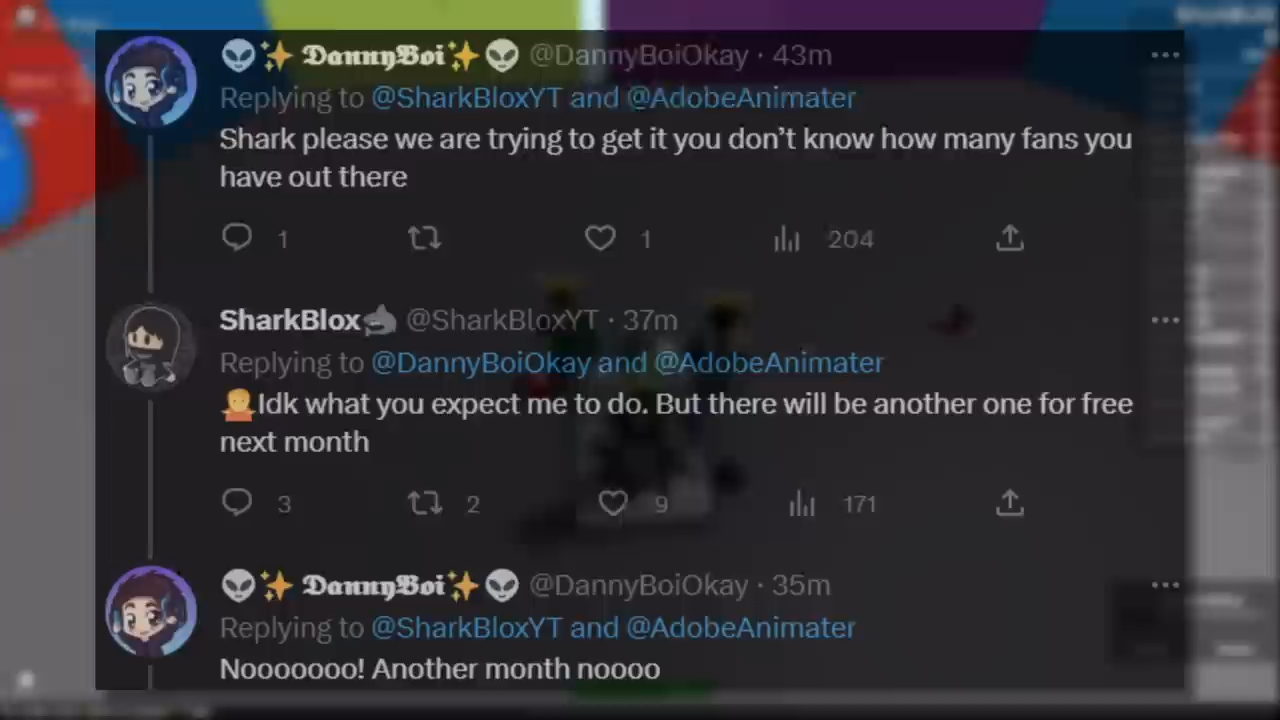 👽✨ 𝕯𝖆𝖓𝖓𝖞𝕭𝖔𝖎✨👽 @DannyBoiOkay · 43m
Replying to @SharkBloxYT and @AdobeAnimater
Shark please we are trying to get it you don’t know how many fans you
have out there
1 1 204
SharkBlox🦈 @SharkBloxYT · 37m
Replying to @DannyBoiOkay and @AdobeAnimater
🤷Idk what you expect me to do. But there will be another one for free
next month
3 2 9 171
👽✨ 𝕯𝖆𝖓𝖓𝖞𝕭𝖔𝖎✨👽 @DannyBoiOkay · 35m
Replying to @SharkBloxYT and @AdobeAnimater
Nooooooo! Another month noooo